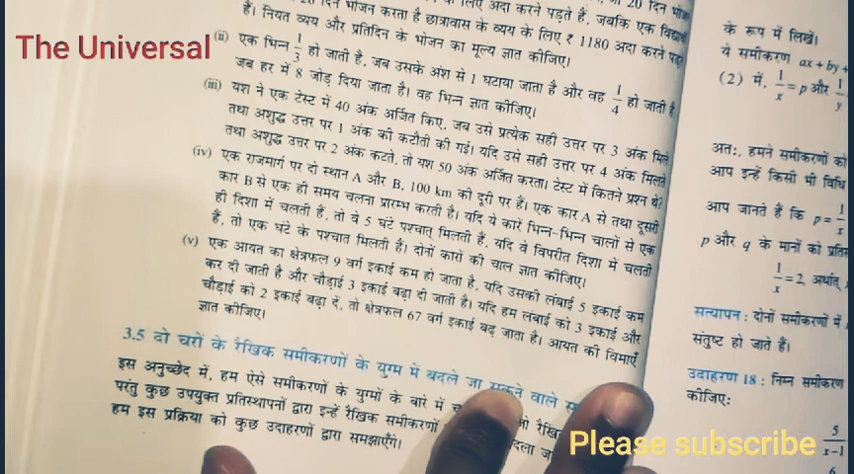 20 दिन भोजन करता है छात्रावास के व्यय के लिए ₹ 1180 अदा करने
लिए अदा करने पड़ते हैं, जबकि एक
हैं। नियत व्यय और प्रतिदिन के भोजन का मूल्य ज्ञात कीजिए।
The Universal
(ii) एक भिन्न 1/3 हो जाती है, जब उसके अंश से 1 घटाया जाता है और वह 1/4 हो जाती है
जब हर में 8 जोड़ दिया जाता है। वह भिन्न ज्ञात कीजिए।
(iii) यश ने एक टेस्ट में 40 अंक अर्जित किए, जब उसे प्रत्येक सही उत्तर पर 3 अंक मिले
तथा अशुद्ध उत्तर पर 1 अंक की कटौती की गई। यदि उसे सही उत्तर पर 4 अंक मिलते
तथा अशुद्ध उत्तर पर 2 अंक कटते, तो यश 50 अंक अर्जित करता। टेस्ट में कितने प्रश्न थे?
(iv) एक राजमार्ग पर दो स्थान A और B, 100 km की दूरी पर हैं। एक कार A से तथा दूसरी
कार B से एक ही समय चलना प्रारम्भ करती है। यदि ये कारें भिन्न-भिन्न चालों से एक
ही दिशा में चलती हैं, तो वे 5 घंटे पश्चात् मिलती हैं, यदि वे विपरीत दिशा में चलती
हैं, तो एक घंटे के पश्चात मिलती हैं। दोनों कारों की चाल ज्ञात कीजिए।
(v) एक आयत का क्षेत्रफल 9 वर्ग इकाई कम हो जाता है, यदि उसकी लंबाई 5 इकाई कम
कर दी जाती है और चौड़ाई 3 इकाई बढ़ा दी जाती है। यदि हम लंबाई को 3 इकाई और
चौड़ाई को 2 इकाई बढ़ा दें, तो क्षेत्रफल 67 वर्ग इकाई बढ़ जाता है। आयत की विमाएँ
ज्ञात कीजिए।
3.5 दो चरों के रैखिक समीकरणों के युग्म में बदले जा सकने वाले
इस अनुच्छेद में, हम ऐसे समीकरणों के युग्मों के बारे में
परंतु कुछ उपयुक्त प्रतिस्थापनों द्वारा इन्हें रैखिक समीकरणों
हम इस प्रक्रिया को कुछ उदाहरणों द्वारा समझाएँगे।
के रूप में लिखें।
ये समीकरण ax + by +
(2) में, 1/x = p और 1/y
अतः, हमने समीकरणों को
आप इन्हें किसी भी विधि
आप जानते हैं कि p = 1/x
p और q के मानों को
1/x = 2, अर्थात्
सत्यापन : दोनों समीकरणों में
संतुष्ट हो जाते हैं।
उदाहरण 18 : निम्न समीकरण
कीजिए:
5/x-1
6
Please subscribe